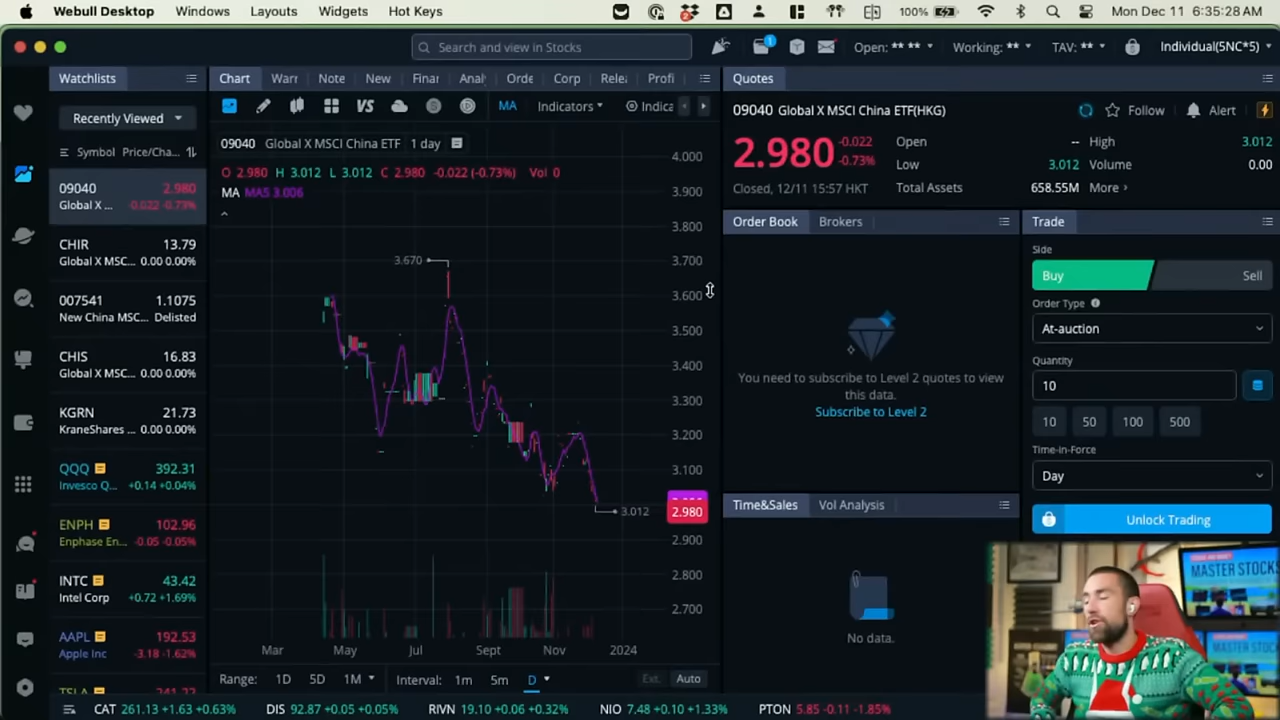 Webull Desktop Windows Layouts Widgets Hot Keys 2 100% Mon Dec 11 6:35:28 AM
Search and view in Stocks 1 Open: ** ** Working: ** TAV: ** Individual(5NC*5)
Watchlists
Recently Viewed
Symbol Price/Cha...
09040 2.980
Global X ... -0.022 -0.73%
CHIR 13.79
Global X MSC... 0.00 0.00%
007541 1.1075
New China MSC... Delisted
CHIS 16.83
Global X MSC... 0.00 0.00%
KGRN 21.73
KraneShares ... 0.00 0.00%
QQQ 392.31
Invesco Q... +0.14 +0.04%
ENPH 102.96
Enphase En... -0.05 -0.05%
INTC 43.42
Intel Corp +0.72 +1.69%
AAPL 192.53
Apple Inc -3.18 -1.62%
Chart Warr Note New Finar Analy Orde Corp Relea Profi
VS MA Indicators Indica
09040 Global X MSCI China ETF 1 day
O 2.980 H 3.012 L 3.012 C 2.980 -0.022 (-0.73%) Vol 0
MA MA5 3.006
4.000
3.900
3.800
3.700
3.600
3.500
3.400
3.300
3.200
3.100
2.980
2.900
2.800
2.700
3.670
3.012
Mar May Jul Sept Nov 2024
Range: 1D 5D 1M Interval: 1m 5m D Ext. Auto
Quotes
09040 Global X MSCI China ETF(HKG) Follow Alert
2.980 -0.022
-0.73%
Closed, 12/11 15:57 HKT
Open -- High 3.012
Low 3.012 Volume 0.00
Total Assets 658.55M More
Order Book Brokers
You need to subscribe to Level 2 quotes to view
this data.
Subscribe to Level 2
Time&Sales Vol Analysis
No data.
Trade
Side
Buy Sell
Order Type
At-auction
Quantity
10
10 50 100 500
Time-in-Force
Day
Unlock Trading
MASTER STOCKS
CAT 261.13 +1.63 +0.63% DIS 92.87 +0.05 +0.05% RIVN 19.10 +0.06 +0.32% NIO 7.48 +0.10 +1.33% PTON 5.85 -0.11 -1.85%